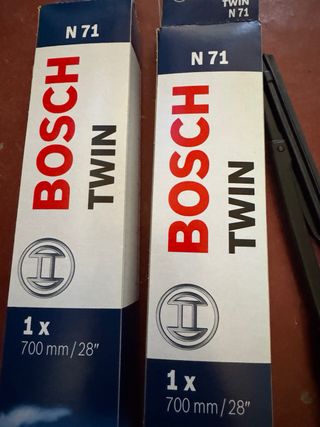 N 71
BOSCH
TWIN
1 x
700 mm / 28"
TWIN
N 71
N 71
BOSCH
TWIN
1 x
700 mm / 28"